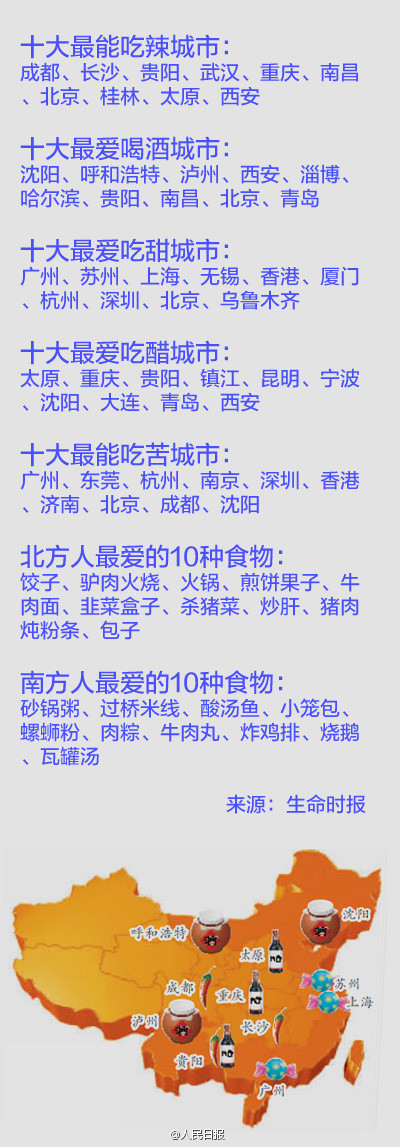 十大最能吃辣城市：
成都、长沙、贵阳、武汉、重庆、南昌
、北京、桂林、太原、西安
十大最爱喝酒城市：
沈阳、呼和浩特、泸州、西安、淄博、
哈尔滨、贵阳、南昌、北京、青岛
十大最爱吃甜城市：
广州、苏州、上海、无锡、香港、厦门
、杭州、深圳、北京、乌鲁木齐
十大最爱吃醋城市：
太原、重庆、贵阳、镇江、昆明、宁波
、沈阳、大连、青岛、西安
十大最能吃苦城市：
广州、东莞、杭州、南京、深圳、香港
、济南、北京、成都、沈阳
北方人最爱的10种食物：
饺子、驴肉火烧、火锅、煎饼果子、牛
肉面、韭菜盒子、杀猪菜、炒肝、猪肉
炖粉条、包子
南方人最爱的10种食物：
砂锅粥、过桥米线、酸汤鱼、小笼包、
螺蛳粉、肉粽、牛肉丸、炸鸡排、烧鹅
、瓦罐汤
来源：生命时报
呼和浩特
酒
沈阳
酒
太原
苏州
上海
成都
重庆
泸州
酒
长沙
贵阳
广州
@人民日报